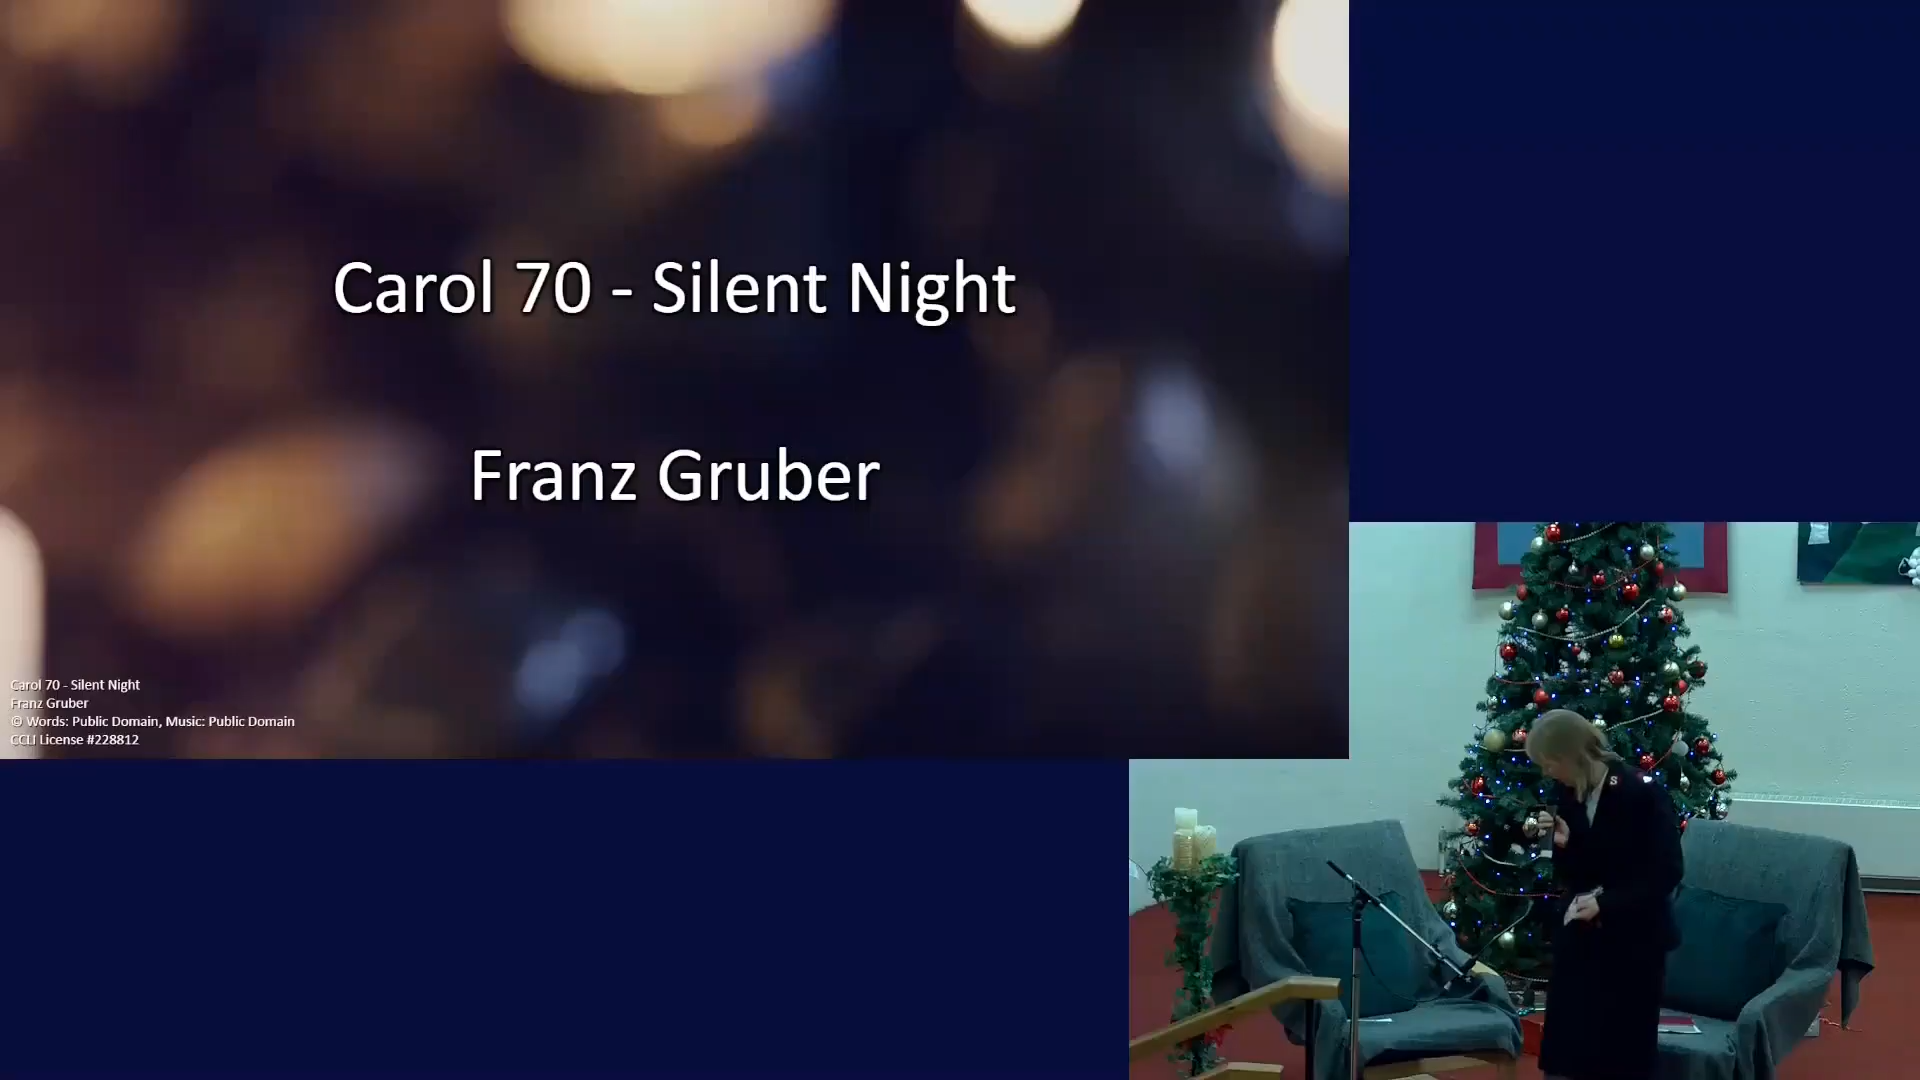 Carol 70 - Silent Night
Franz Gruber
Carol 70 - Silent Night
Franz Gruber
© Words: Public Domain, Music: Public Domain
CCLI License #228812
S